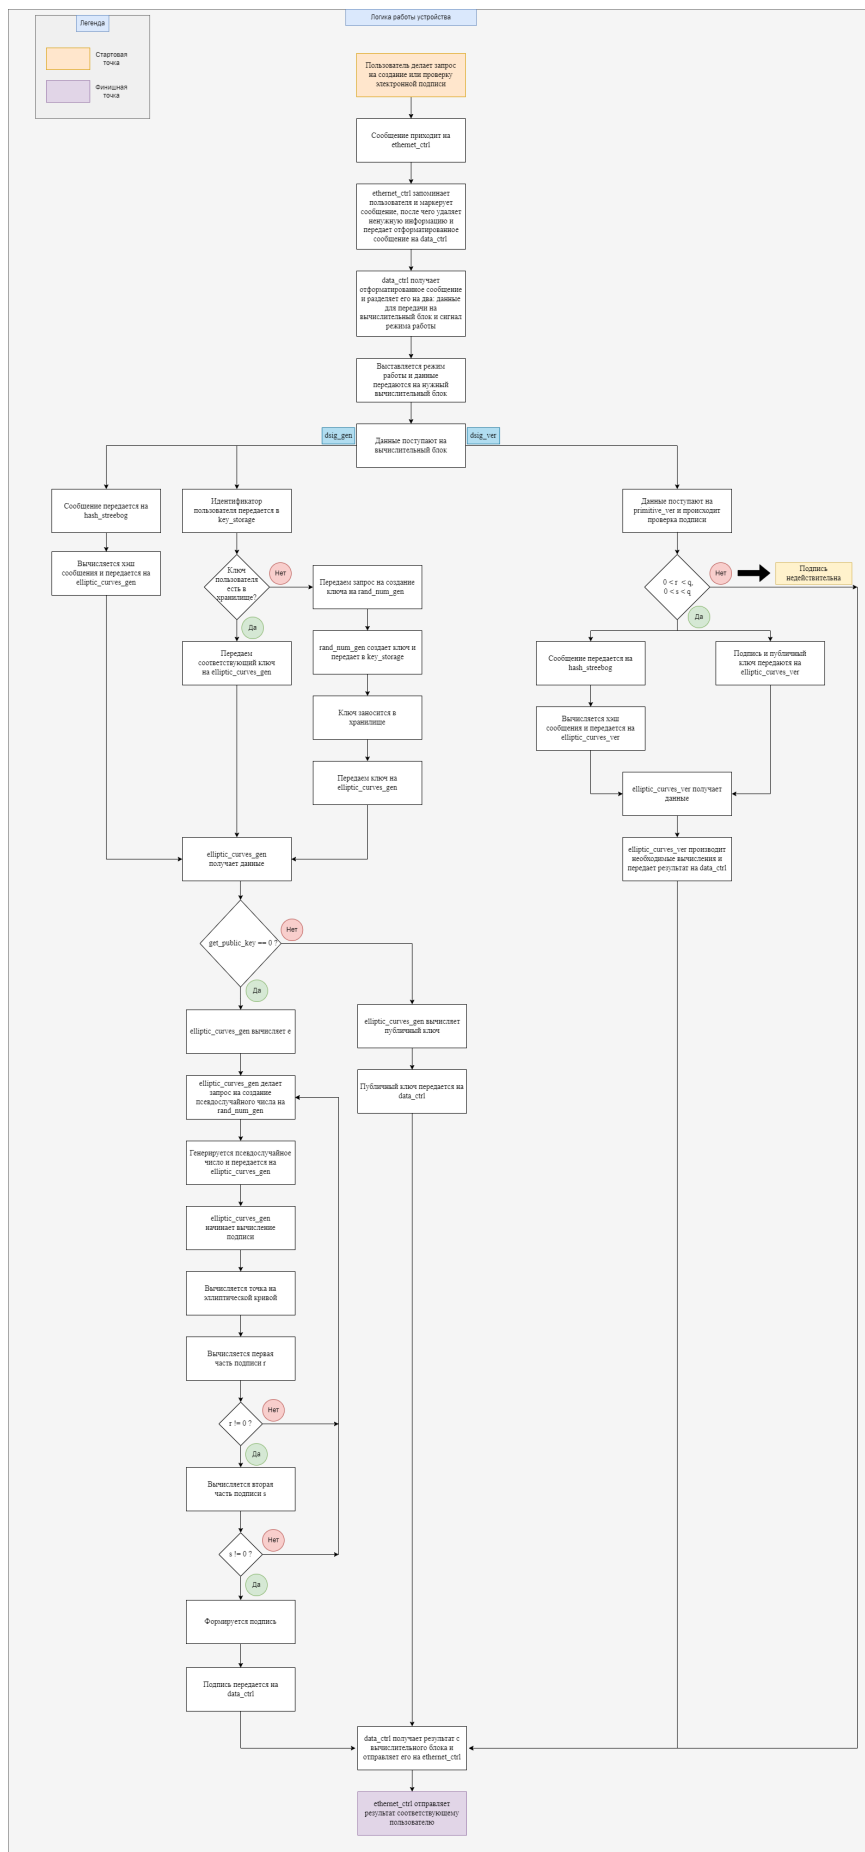 Легенда
Стартовая
точка
Финишная
точка
Логика работы устройства
Пользователь делает запрос
на создание или проверку
электронной подписи
Сообщение приходит на
ethernet_ctrl
ethernet_ctrl запоминает
пользователя и маркерует
сообщение, после чего удаляет
ненужную информацию и
передает отформатированное
сообщение на data_ctrl
data_ctrl получает
отформатированное сообщение
и разделяет его на два: данные
для передачи на
вычислительный блок и сигнал
режима работы
Выставляется режим
работы и данные
передаются на нужный
вычислительный блок
dsig_gen
Данные поступают на
вычислительный блок
dsig_ver
Сообщение передается на
hash_streebog
Вычисляется хэш
сообщения и передается на
elliptic_curves_gen
Идентификатор
пользователя передается в
key_storage
Ключ
пользователя
есть в
хранилище?
Нет
Да
Передаем
соответствующий ключ
на elliptic_curves_gen
Передаем запрос на создание
ключа на rand_num_gen
rand_num_gen создает ключ и
передает в key_storage
Ключ заносится в
хранилище
Передаем ключ на
elliptic_curves_gen
Данные поступают на
primitive_ver и происходит
проверка подписи
0 < r < q,
0 < s < q
Нет
Подпись
недействительна
Да
Сообщение передается на
hash_streebog
Вычисляется хэш
сообщения и передается на
elliptic_curves_ver
Подпись и публичный
ключ передаются на
elliptic_curves_ver
elliptic_curves_ver получает
данные
elliptic_curves_ver производит
необходимые вычисления и
передает результат на data_ctrl
elliptic_curves_gen
получает данные
get_public_key == 0 ?
Нет
Да
elliptic_curves_gen вычисляет
публичный ключ
Публичный ключ передается на
data_ctrl
elliptic_curves_gen вычисляет e
elliptic_curves_gen делает
запрос на создание
псевдослучайного числа на
rand_num_gen
Генерируется псевдослучайное
число и передается на
elliptic_curves_gen
elliptic_curves_gen
начинает вычисление
подписи
Вычисляется точка на
эллиптической кривой
Вычисляется первая
часть подписи r
r != 0 ?
Нет
Да
Вычисляется вторая
часть подписи s
s != 0 ?
Нет
Да
Формируется подпись
Подпись передается на
data_ctrl
data_ctrl получает результат с
вычислительного блока и
отправляет его на ethernet_ctrl
ethernet_ctrl отправляет
результат соответствующему
пользователю